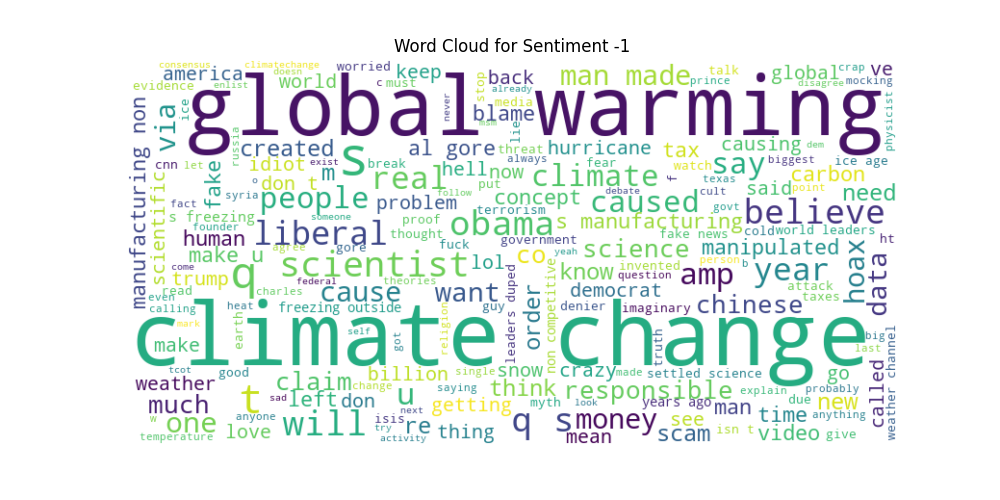 Word Cloud for Sentiment -1
consensus climatechange worried keep back man made talk global crap ve
america doesn c must already prince disagree mocking
evidence enlist world never stop media
global warming
manufacturing non via ice blame msm lie physicist
created s al gore threat hurricane tax causing say dem ice age
cnn let russia idiot exist break hell now always fear climate watch biggest carbon
scientific fake o don t m real put concept caused f texas cult said point need
syria people problem follow terrorism debate govt
fact s freezing someone proof obama s manufacturing believe cold world leaders
founder human liberal thought fuck government fake news manipulated hoax data ht
make u agree gore yeah co science person b
come trump q scientist lol know invented question amp year attack
read federal theories cause want guy democrat imaginary chinese taxes
even charles
calling heat freezing outside leaders duped order non competitive denier
mark earth self got religion truth big
climate change
make last
tcot good billion single snow crazy made settled science go weather channel
weather claim change saying think responsible explain probably called
much sad left don u myth years ago due new
w one anyone t isis next getting q s money man time anything
love will try re thing mean see isn t video give
temperature activity look scam